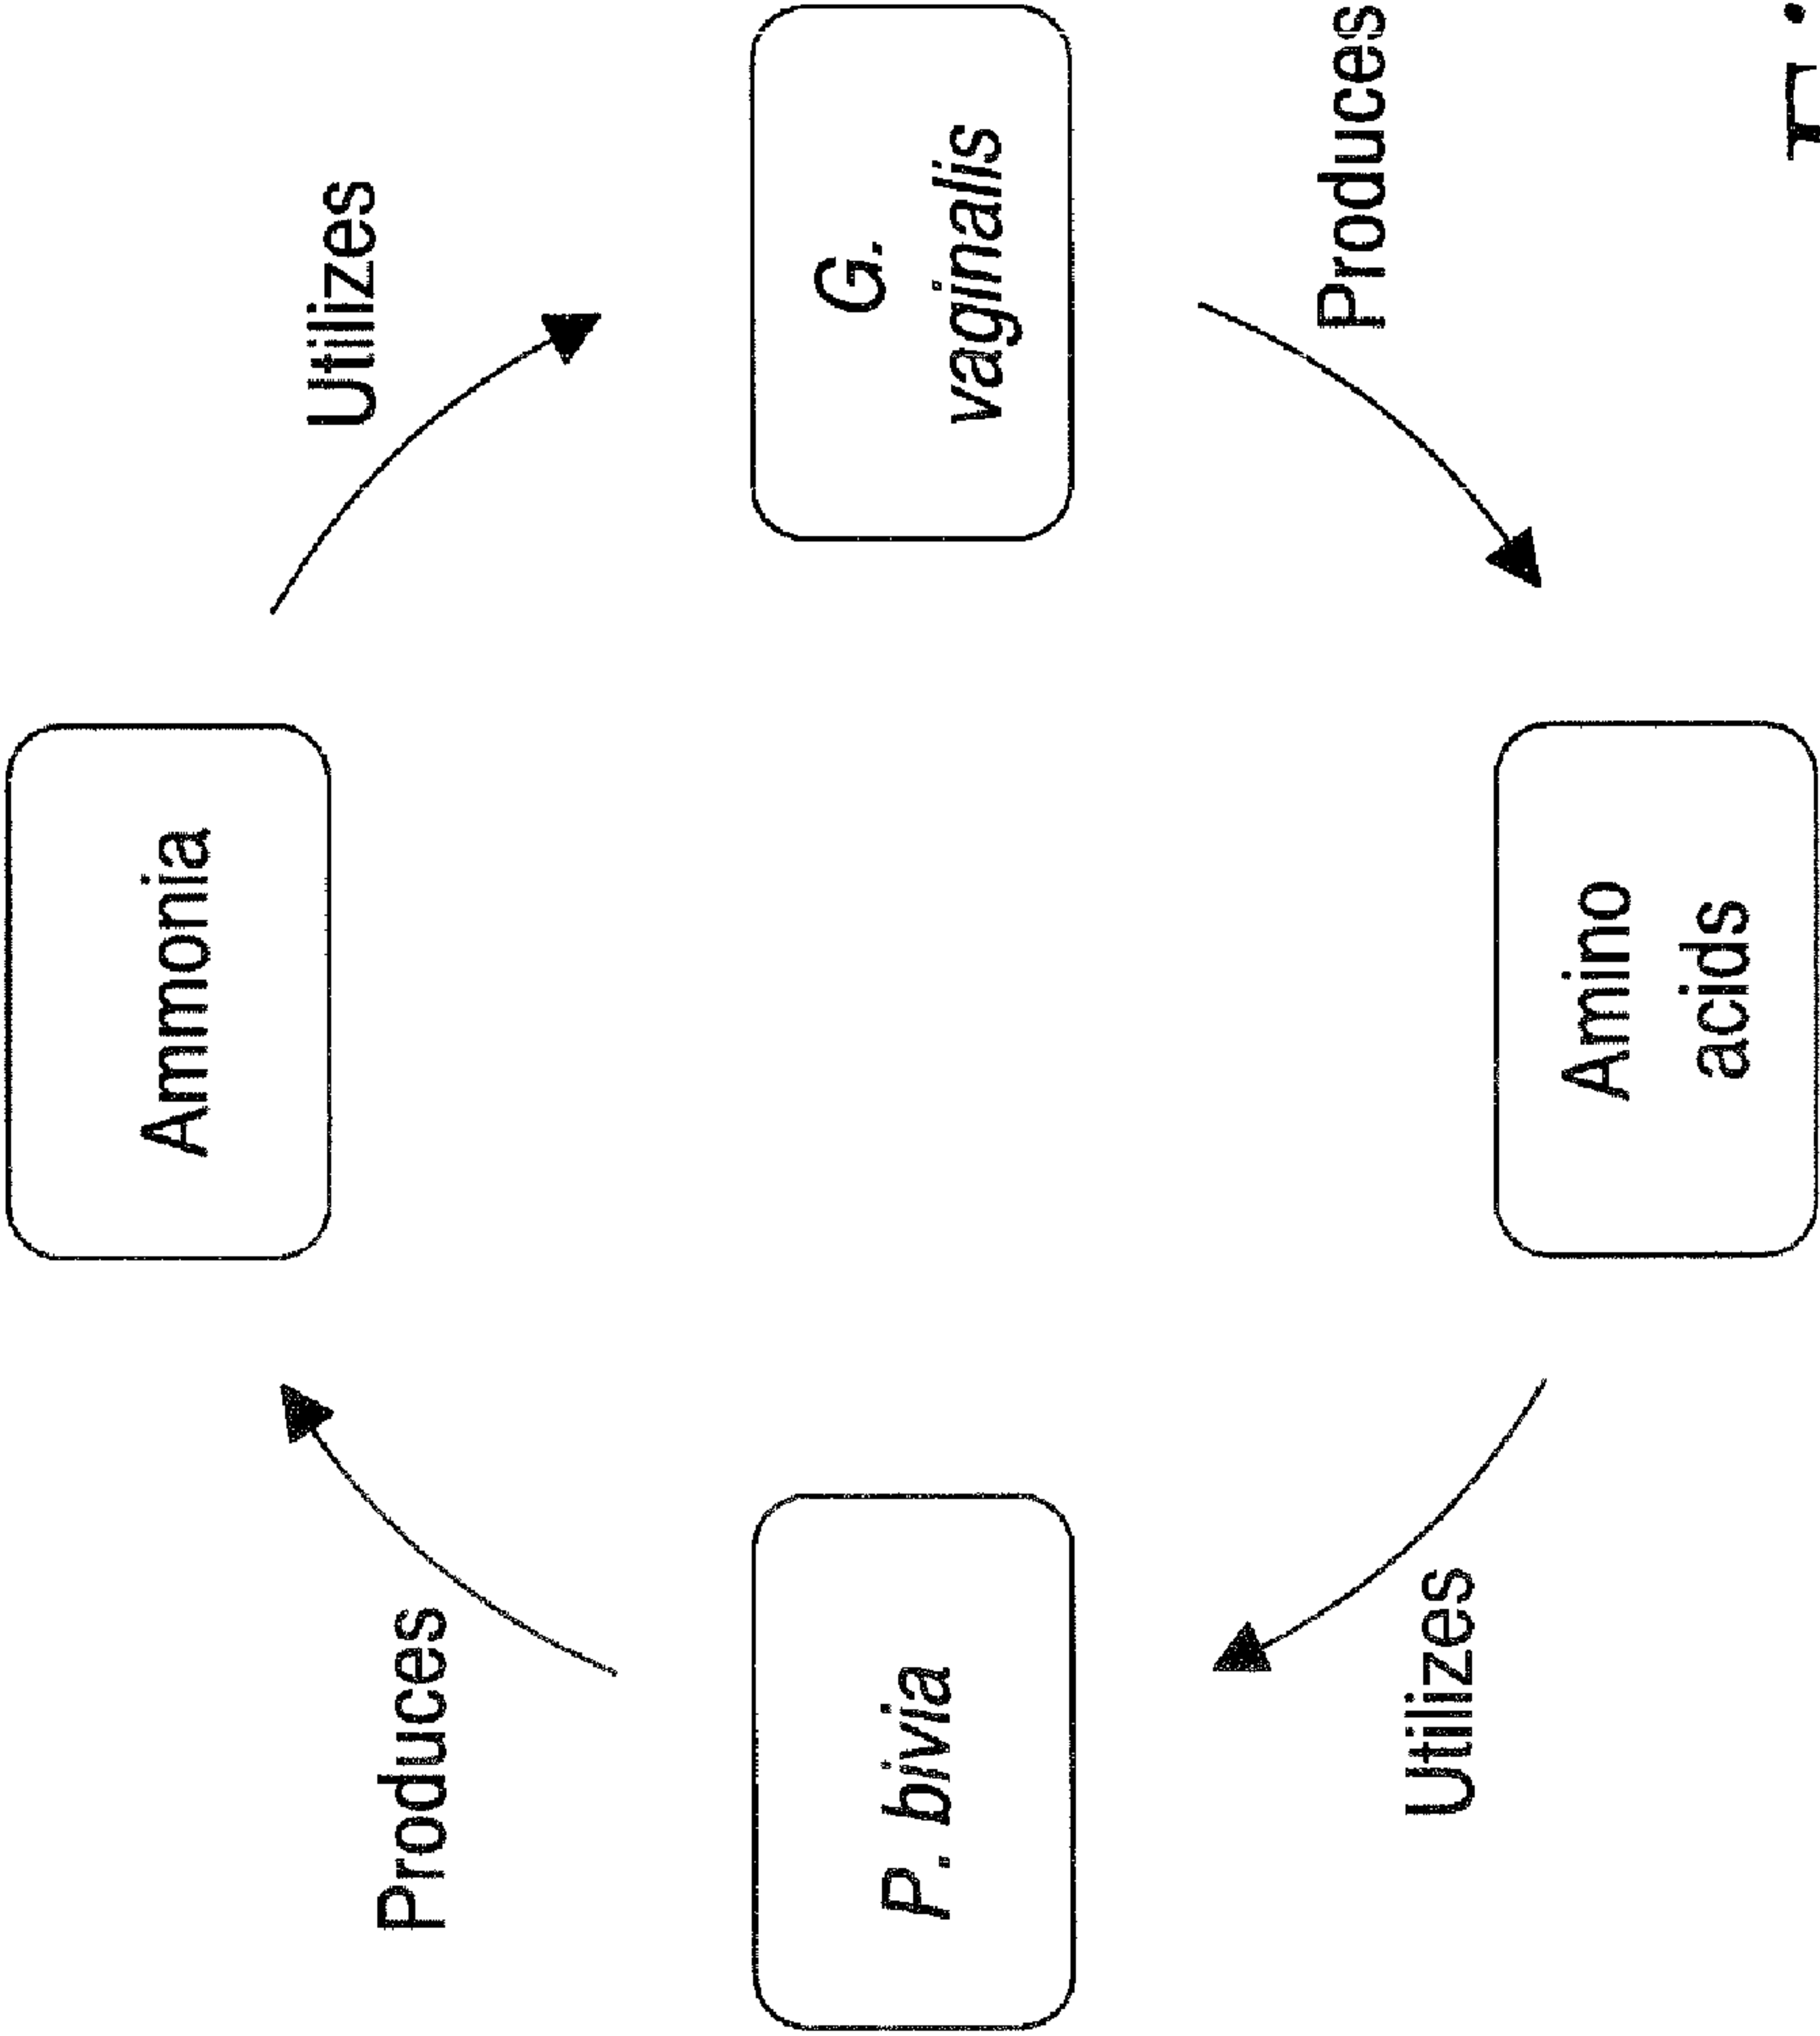 Ammonia
Produces
Utilizes
P. bivia
G.
vaginalis
Utilizes
Produces
Amino
acids